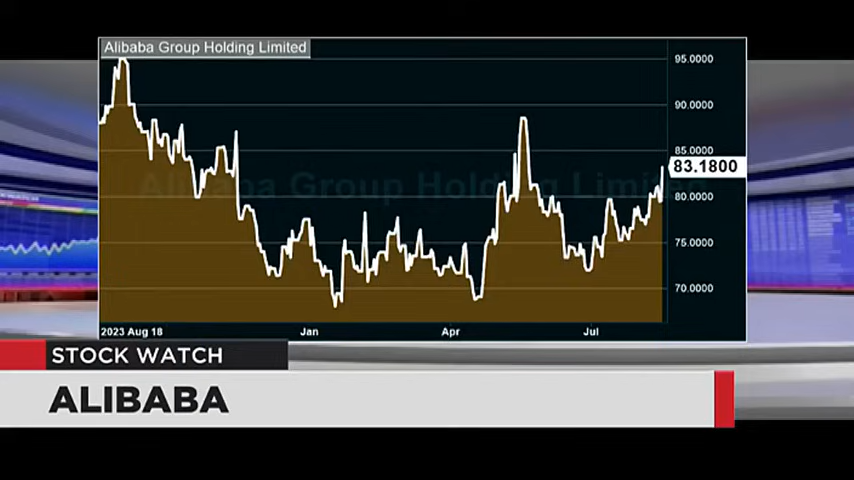 Alibaba Group Holding Limited
95.0000
90.0000
85.0000
83.1800
Alibaba Group Holding Limited
80.0000
75.0000
70.0000
2023 Aug 18 Jan Apr Jul
STOCK WATCH
ALIBABA